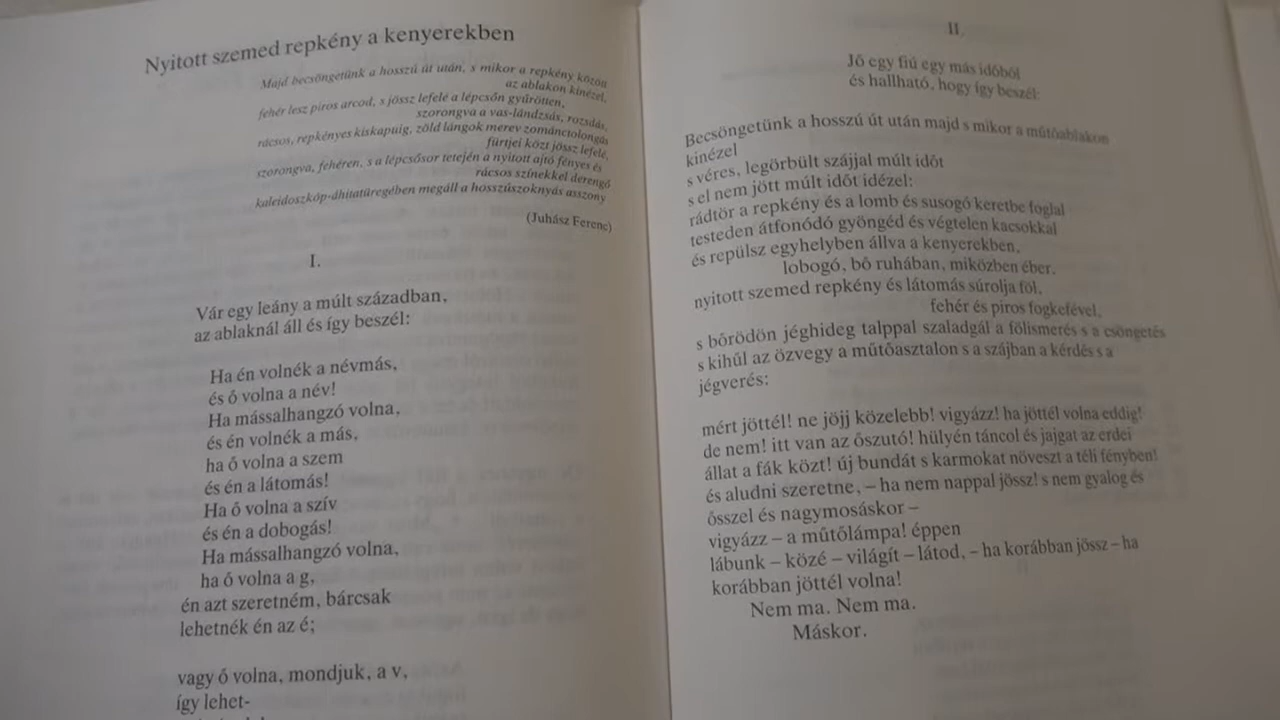 Nyitott szemed repkény a kenyerekben
Majd becsöngetünk a hosszú út után, s mikor a repkény között
az ablakon kinézel,
fehér lesz piros arcod, s jössz lefelé a lépcsőn gyűrötten,
szorongva a vas-lándzsás, rozsdás,
rácsos, repkényes kiskapuig, zöld lángok merev zománctolongás
fürtjei közt jössz lefelé,
szorongva, fehéren, s a lépcsősor tetején a nyitott ajtó fényes és
rácsos színekkel derengő
kaleidoszkóp-áhitatüregében megáll a hosszúszoknyás asszony
(Juhász Ferenc)
I.
Vár egy leány a múlt században,
az ablaknál áll és így beszél:
Ha én volnék a névmás,
és ő volna a név!
Ha mássalhangzó volna,
és én volnék a más,
ha ő volna a szem
és én a látomás!
Ha ő volna a szív
és én a dobogás!
Ha mássalhangzó volna,
ha ő volna a g,
én azt szeretném, bárcsak
lehetnék én az é;
vagy ő volna, mondjuk, a v,
így lehet-
II.
Jő egy fiú egy más időből
és hallható, hogy így beszél:
Becsöngetünk a hosszú út után majd s mikor a műtőablakon
kinézel
s véres, legörbült szájjal múlt időt
s el nem jött múlt időt idézel:
rádtör a repkény és a lomb és susogó keretbe foglal
testeden átfonódó gyöngéd és végtelen kacsokkal
és repülsz egyhelyben állva a kenyerekben,
lobogó, bő ruhában, miközben éber,
nyitott szemed repkény és látomás súrolja föl,
fehér és piros fogkefével,
s bőrödön jéghideg talppal szaladgál a fölismerés s a csöngetés
s kihűl az özvegy a műtőasztalon s a szájban a kérdés s a
jégverés:
mért jöttél! ne jöjj közelebb! vigyázz! ha jöttél volna eddig!
de nem! itt van az őszutó! hülyén táncol és jajgat az erdei
állat a fák közt! új bundát s karmokat növeszt a téli fényben!
és aludni szeretne, – ha nem nappal jössz! s nem gyalog és
ősszel és nagymosáskor –
vigyázz – a műtőlámpa! éppen
lábunk – közé – világít – látod, – ha korábban jössz – ha
korábban jöttél volna!
Nem ma. Nem ma.
Máskor.